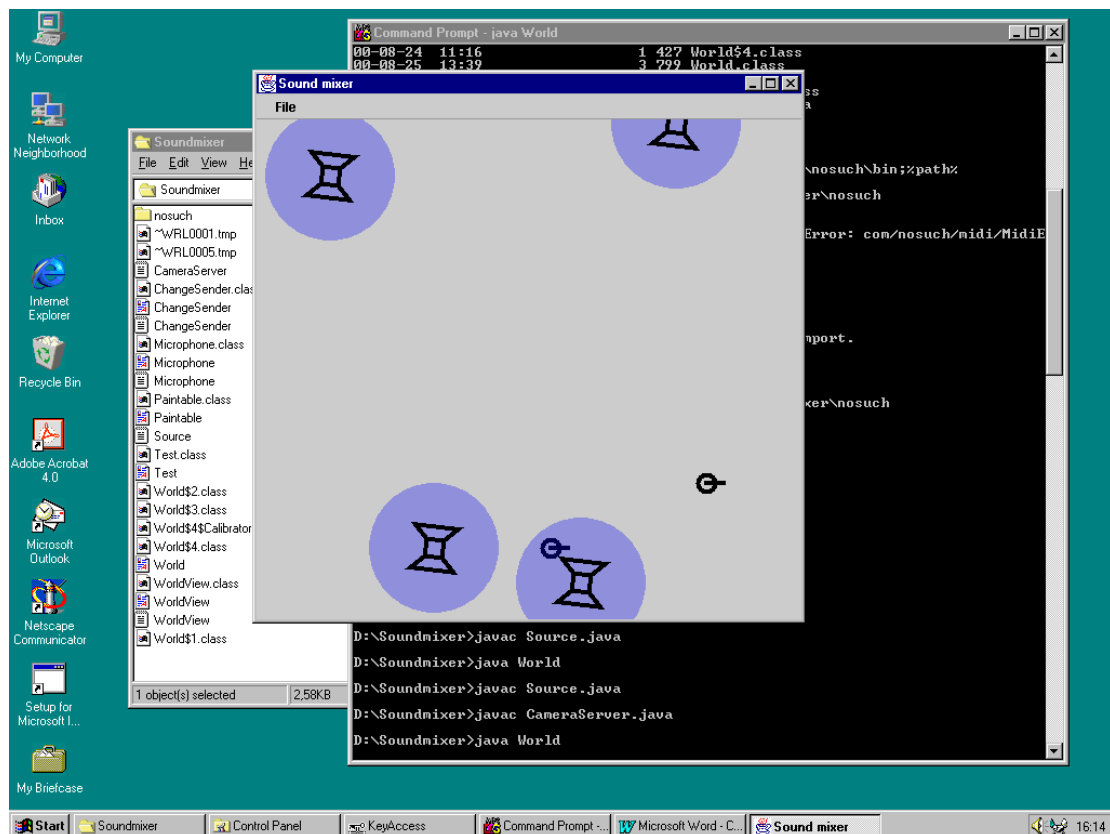 My Computer
Network
Neighborhood
Inbox
Internet
Explorer
Recycle Bin
Adobe Acrobat
4.0
Microsoft
Outlook
Netscape
Communicator
Setup for
Microsoft I...
My Briefcase
Command Prompt - java World
00-08-24 11:16 1 427 World$4.class
00-08-25 13:39 3 799 World.class
ss
a
\nosuch\bin;%path%
er\nosuch
Error: com/nosuch/midi/MidiE
mport.
xer\nosuch
D:\Soundmixer>javac Source.java
D:\Soundmixer>java World
D:\Soundmixer>javac Source.java
D:\Soundmixer>javac CameraServer.java
D:\Soundmixer>java World
Soundmixer
File Edit View He
Soundmixer
nosuch
~WRL0001.tmp
~WRL0005.tmp
CameraServer
ChangeSender.clas
ChangeSender
ChangeSender
Microphone.class
Microphone
Microphone
Paintable.class
Paintable
Source
Test.class
Test
World$2.class
World$3.class
World$4$Calibrator
World$4.class
World
WorldView.class
WorldView
WorldView
World$1.class
1 object(s) selected 2,58KB
Sound mixer
File
Start Soundmixer Control Panel KeyAccess Command Prompt -... Microsoft Word - C... Sound mixer 16:14